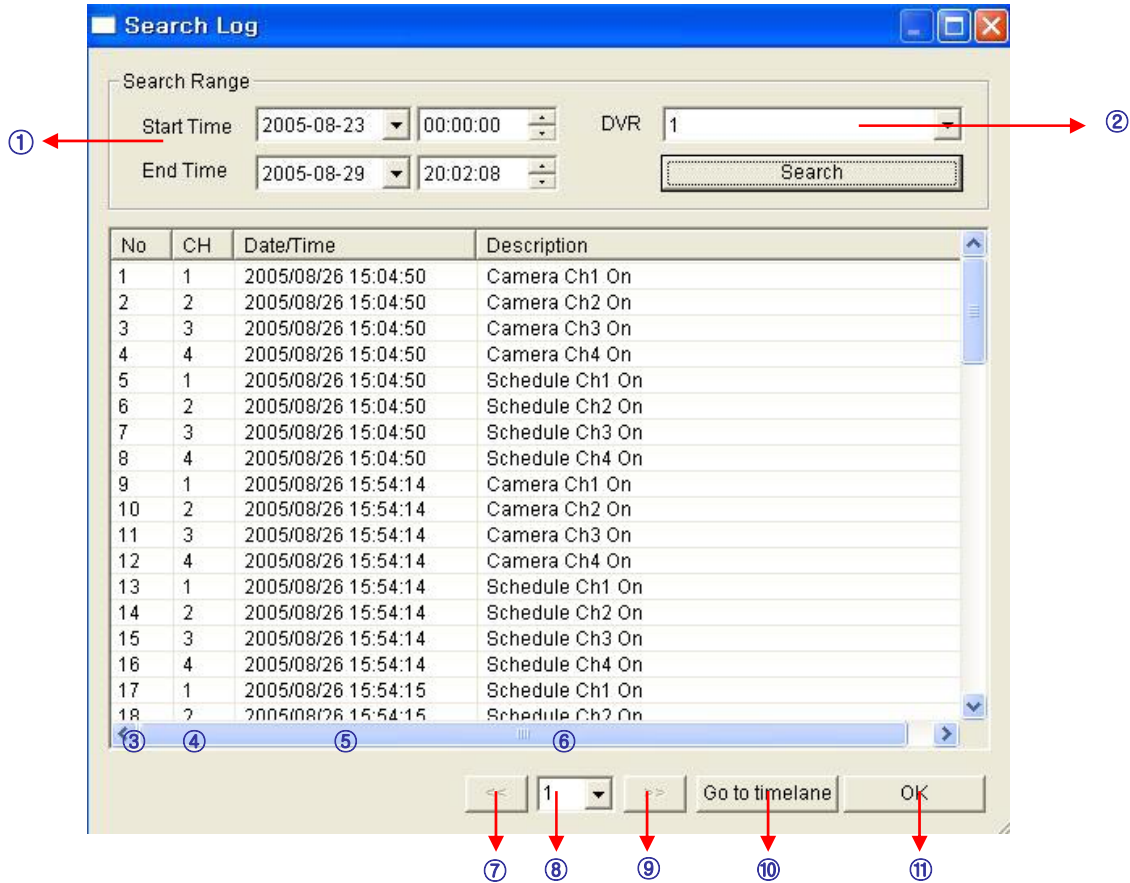 Search Log
Search Range
① Start Time 2005-08-23 00:00:00 DVR 1 ②
End Time 2005-08-29 20:02:08 Search
No CH Date/Time Description
1 1 2005/08/26 15:04:50 Camera Ch1 On
2 2 2005/08/26 15:04:50 Camera Ch2 On
3 3 2005/08/26 15:04:50 Camera Ch3 On
4 4 2005/08/26 15:04:50 Camera Ch4 On
5 1 2005/08/26 15:04:50 Schedule Ch1 On
6 2 2005/08/26 15:04:50 Schedule Ch2 On
7 3 2005/08/26 15:04:50 Schedule Ch3 On
8 4 2005/08/26 15:04:50 Schedule Ch4 On
9 1 2005/08/26 15:54:14 Camera Ch1 On
10 2 2005/08/26 15:54:14 Camera Ch2 On
11 3 2005/08/26 15:54:14 Camera Ch3 On
12 4 2005/08/26 15:54:14 Camera Ch4 On
13 1 2005/08/26 15:54:14 Schedule Ch1 On
14 2 2005/08/26 15:54:14 Schedule Ch2 On
15 3 2005/08/26 15:54:14 Schedule Ch3 On
16 4 2005/08/26 15:54:14 Schedule Ch4 On
17 1 2005/08/26 15:54:15 Schedule Ch1 On
18 2 2005/08/26 15:54:15 Schedule Ch2 On
③ ④ ⑤ ⑥
<< 1 >> Go to timelane OK
⑦ ⑧ ⑨ ⑩ ⑪